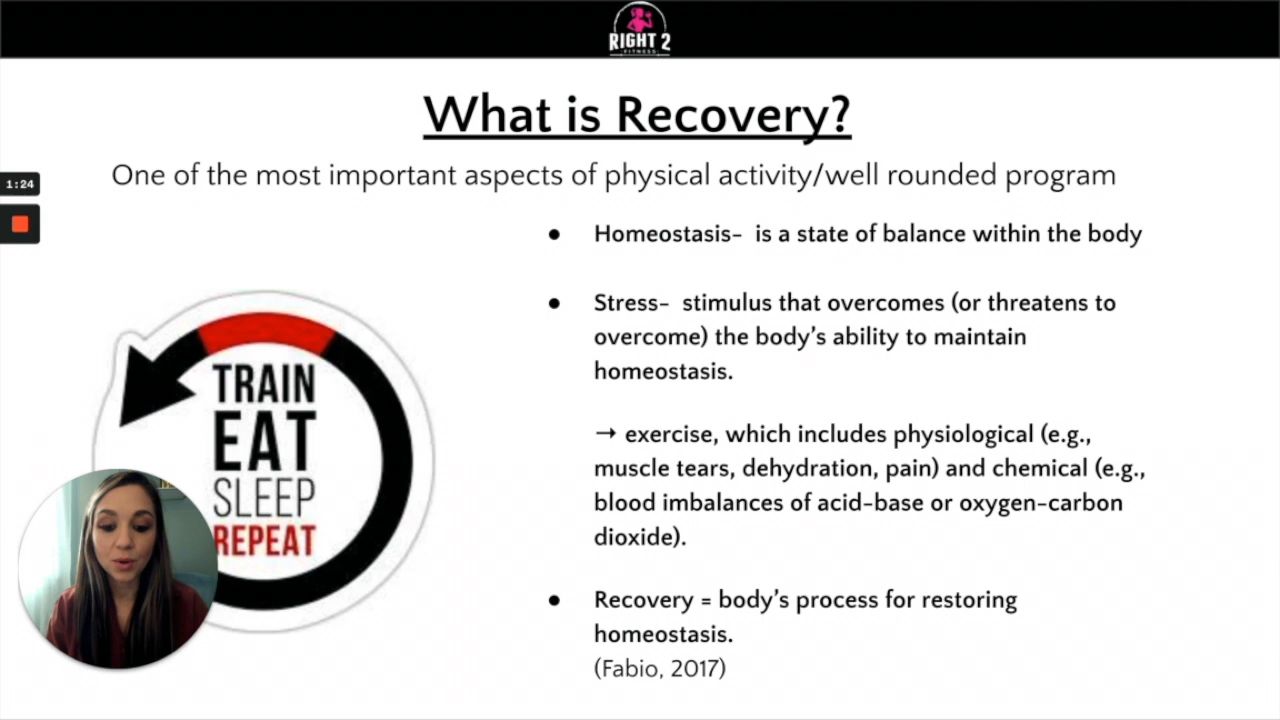 RIGHT 2
FITNESS
What is Recovery?
One of the most important aspects of physical activity/well rounded program
1:24
● Homeostasis- is a state of balance within the body
● Stress- stimulus that overcomes (or threatens to
overcome) the body’s ability to maintain
homeostasis.
→ exercise, which includes physiological (e.g.,
muscle tears, dehydration, pain) and chemical (e.g.,
blood imbalances of acid-base or oxygen-carbon
dioxide).
● Recovery = body’s process for restoring
homeostasis.
(Fabio, 2017)
TRAIN
EAT
SLEEP
REPEAT